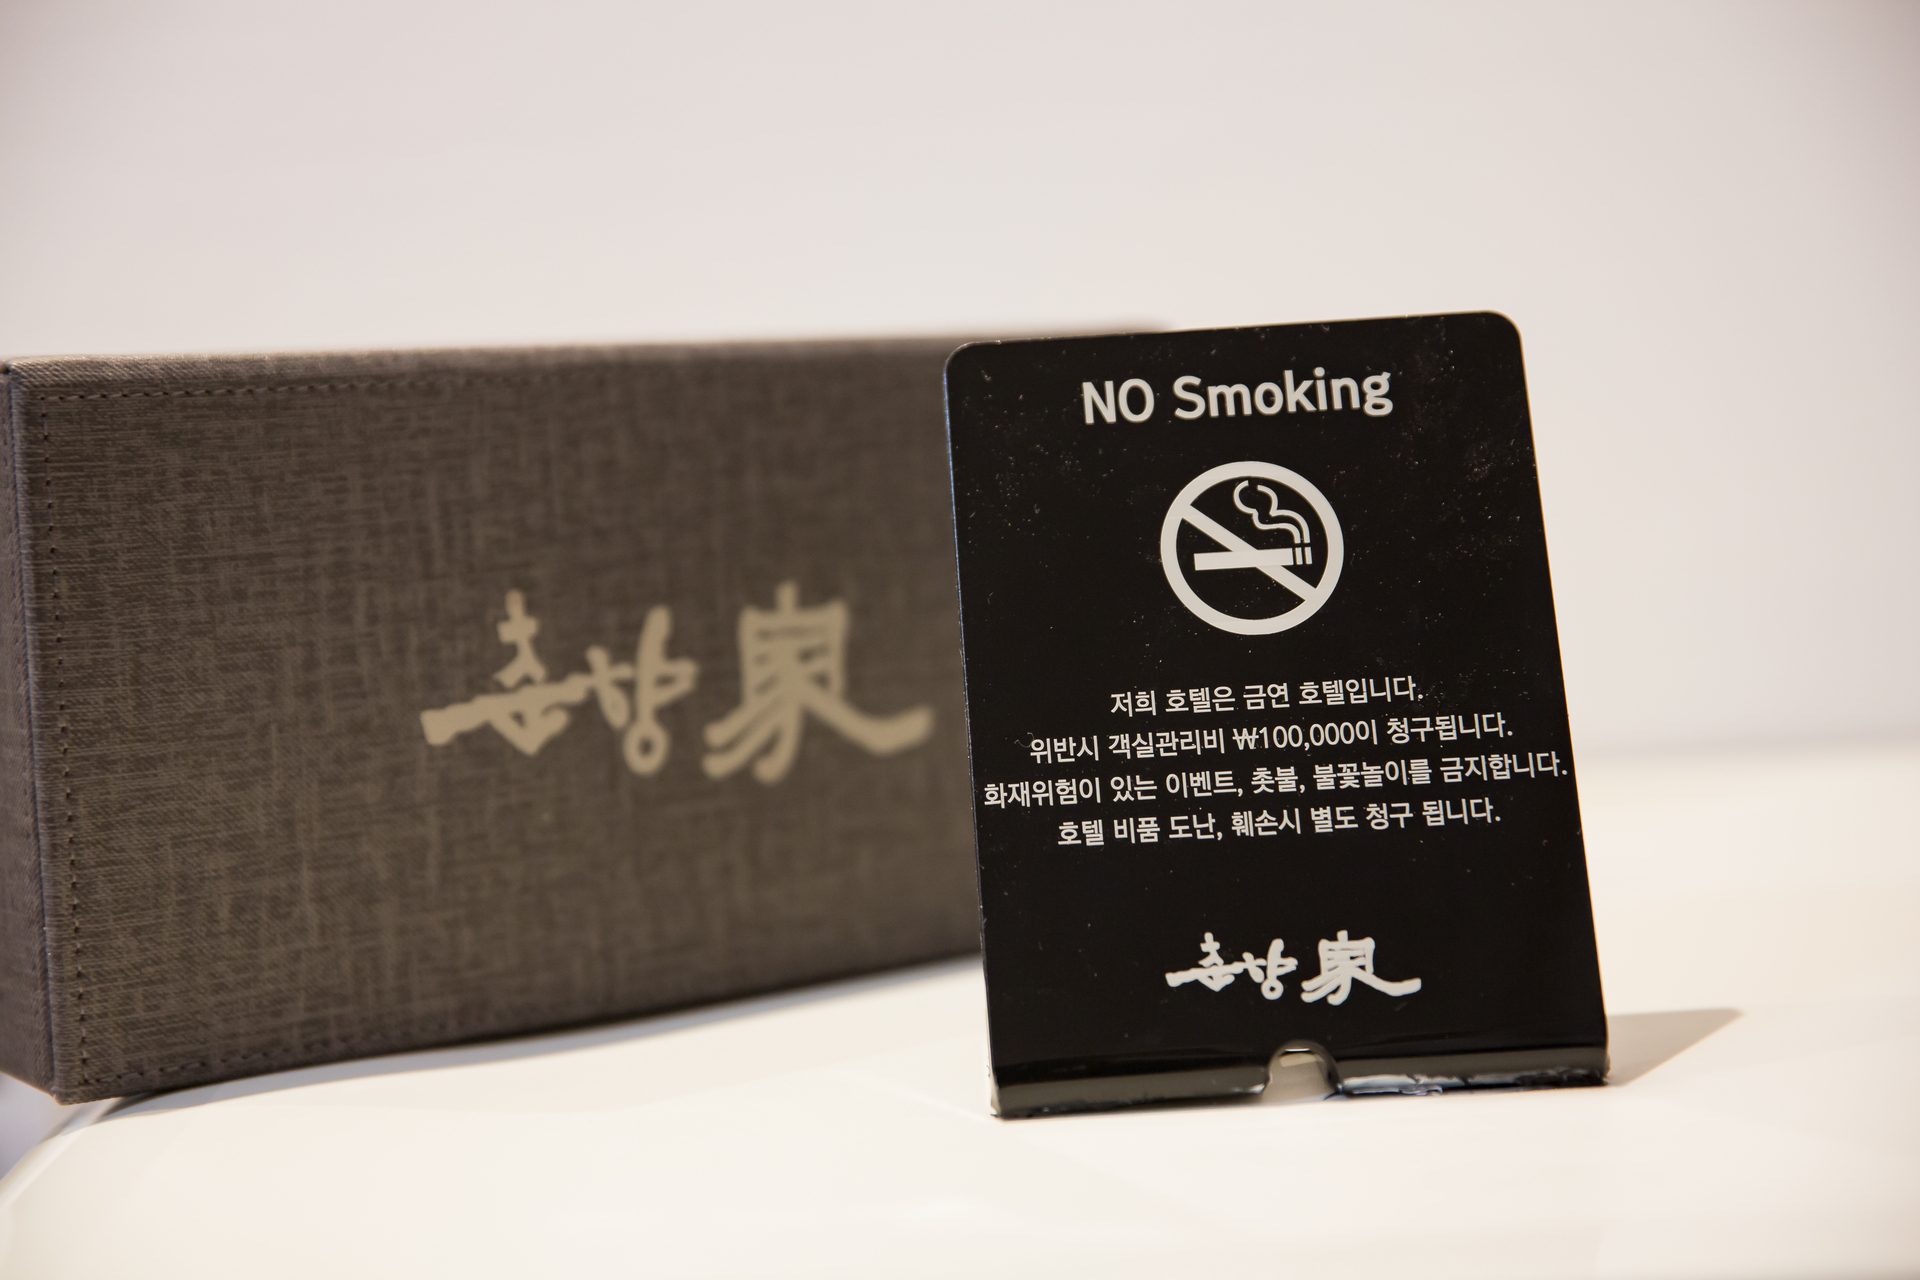 춘향家
NO Smoking
저희 호텔은 금연 호텔입니다.
위반시 객실관리비 ₩100,000이 청구됩니다.
화재위험이 있는 이벤트, 촛불, 불꽃놀이를 금지합니다.
호텔 비품 도난, 훼손시 별도 청구 됩니다.
춘향家